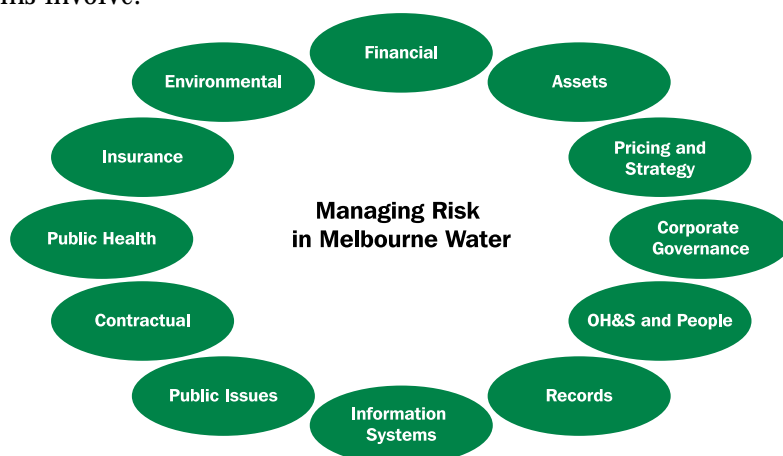 Involve:
Financial
Environmental
Assets
Insurance
Pricing and
Strategy
Managing Risk
in Melbourne Water
Public Health
Corporate
Governance
Contractual
OH&S and People
Public Issues
Records
Information
Systems